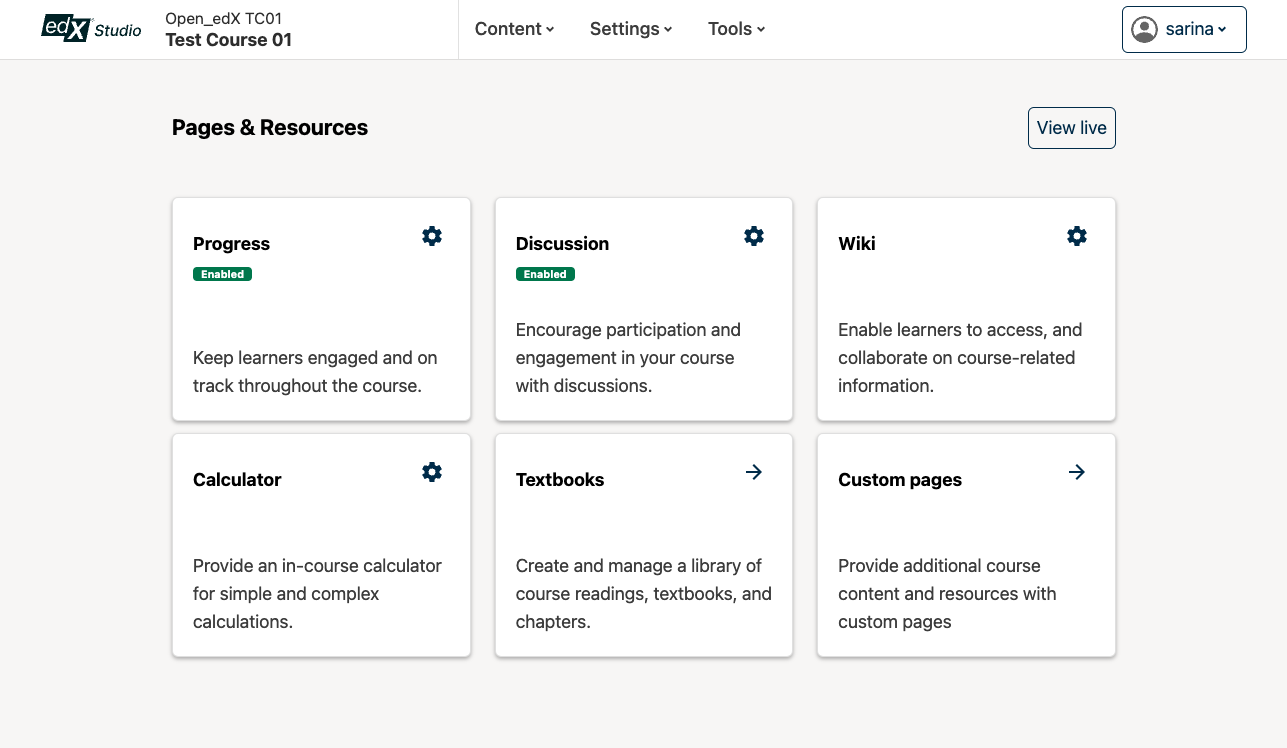 edX Studio
Open_edX TC01
Test Course 01
Content
Settings
Tools
sarina
Pages & Resources
View live
Progress
Enabled
Keep learners engaged and on
track throughout the course.
Discussion
Enabled
Encourage participation and
engagement in your course
with discussions.
Wiki
Enable learners to access, and
collaborate on course-related
information.
Calculator
Provide an in-course calculator
for simple and complex
calculations.
Textbooks
Create and manage a library of
course readings, textbooks, and
chapters.
Custom pages
Provide additional course
content and resources with
custom pages